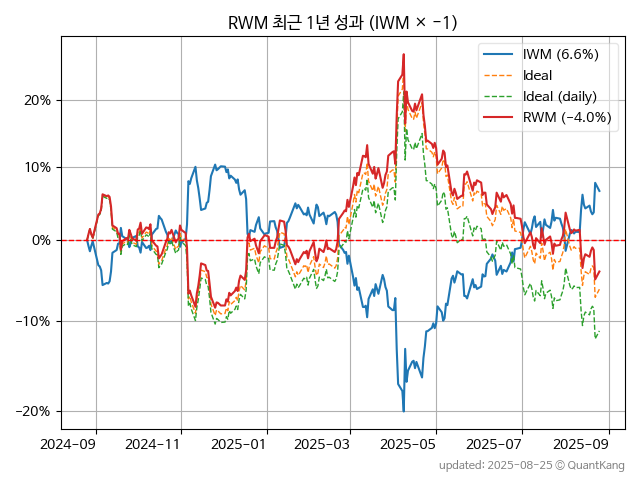 RWM 최근 1년 성과 (IWM × −1)
IWM (6.6%)
Ideal
Ideal (daily)
RWM (−4.0%)
20%
10%
0%
−10%
−20%
2024−09
2024−11
2025−01
2025−03
2025−05
2025−07
2025−09
updated: 2025-08-25 © QuantKang